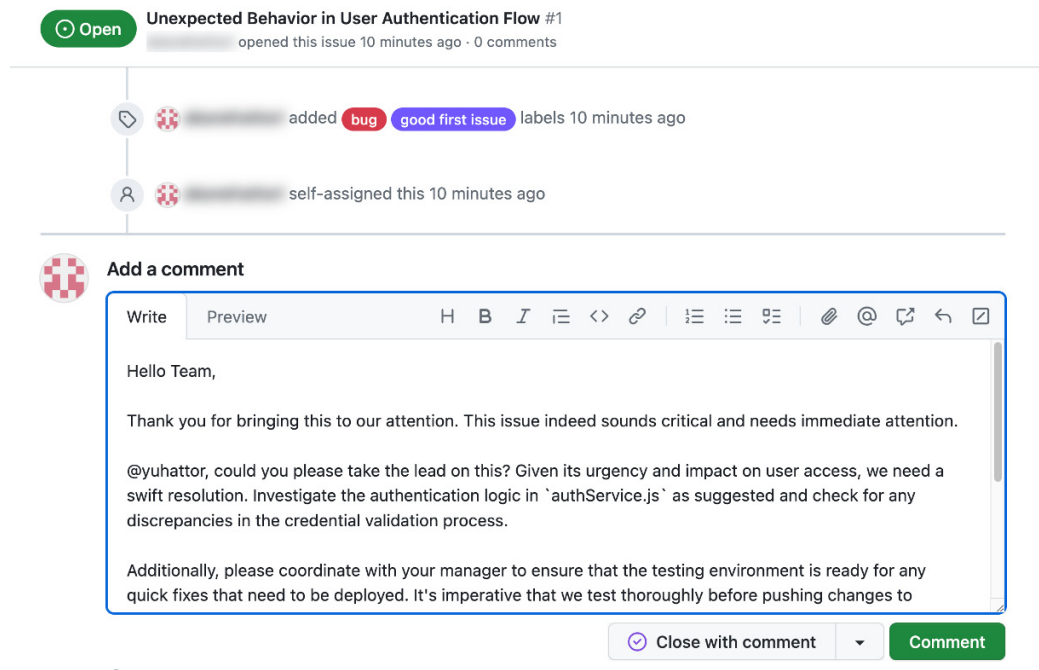 Open
Unexpected Behavior in User Authentication Flow #1
opened this issue 10 minutes ago · 0 comments
added bug good first issue labels 10 minutes ago
self-assigned this 10 minutes ago
Add a comment
Write Preview
Hello Team,
Thank you for bringing this to our attention. This issue indeed sounds critical and needs immediate attention.
@yuhattor, could you please take the lead on this? Given its urgency and impact on user access, we need a
swift resolution. Investigate the authentication logic in `authService.js` as suggested and check for any
discrepancies in the credential validation process.
Additionally, please coordinate with your manager to ensure that the testing environment is ready for any
quick fixes that need to be deployed. It's imperative that we test thoroughly before pushing changes to
Close with comment Comment